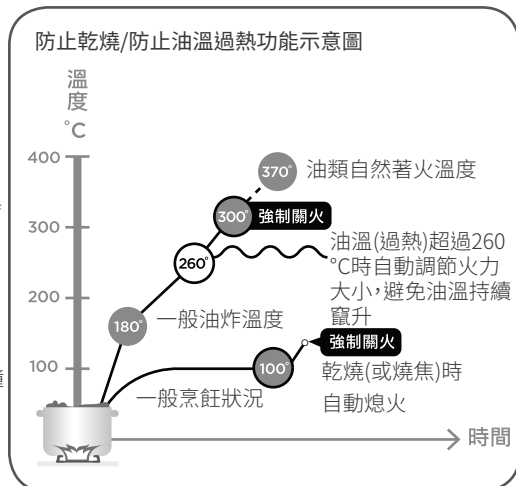 防止乾燒/防止油溫過熱功能示意圖
溫度
°C
400
300
200
100
370°
油類自然著火溫度
300°
強制關火
260°
油溫(過熱)超過260
°C時自動調節火力
大小，避免油溫持續
竄升
180°
一般油炸溫度
強制關火
100°
乾燒(或燒焦)時
自動熄火
一般烹飪狀況
時間